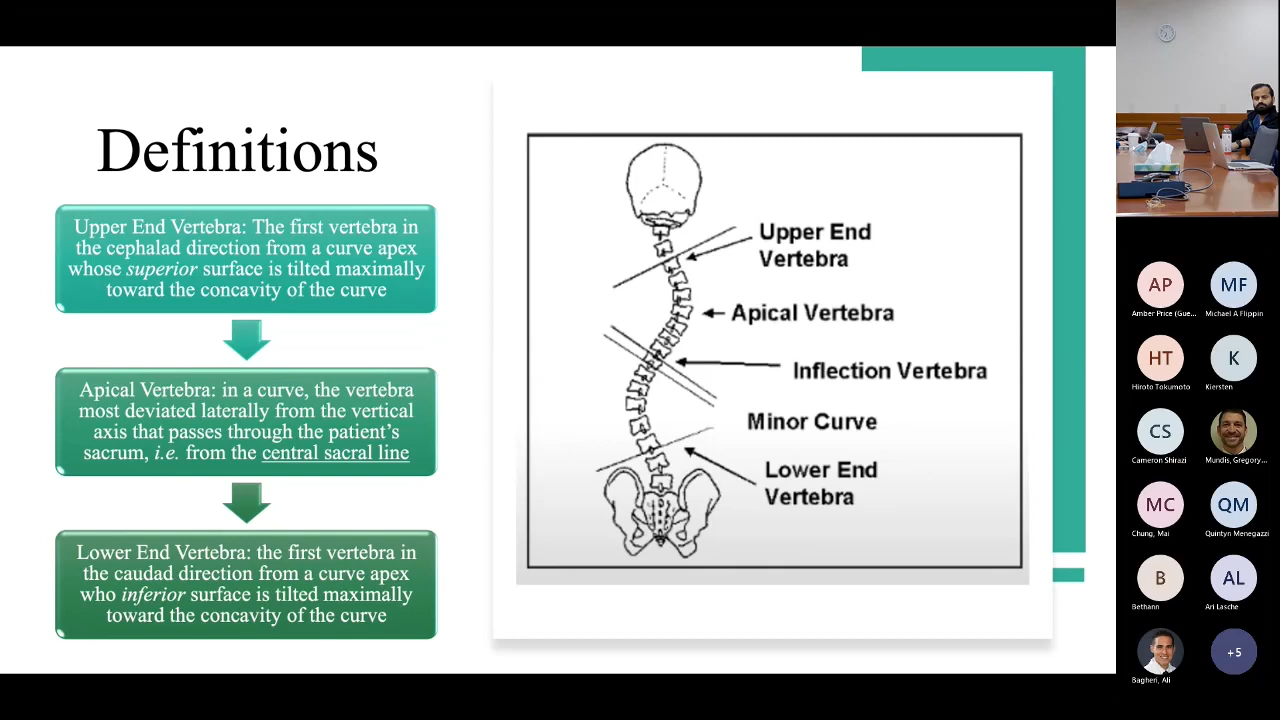 Definitions
Upper End Vertebra: The first vertebra in
the cephalad direction from a curve apex
whose superior surface is tilted maximally
toward the concavity of the curve
Apical Vertebra: in a curve, the vertebra
most deviated laterally from the vertical
axis that passes through the patient's
sacrum, i.e. from the central sacral line
Lower End Vertebra: the first vertebra in
the caudad direction from a curve apex
who inferior surface is tilted maximally
toward the concavity of the curve
Upper End
Vertebra
Apical Vertebra
Inflection Vertebra
Minor Curve
Lower End
Vertebra
AP
Amber Price (Gue...
MF
Michael A Flippin
HT
Hiroto Tokumoto
K
Kiersten
CS
Cameron Shirazi
Mundis, Gregory...
MC
Chung, Mai
QM
Quintyn Menegazzi
B
Bethann
AL
Ari Lasche
Bagheri, Ali
+5